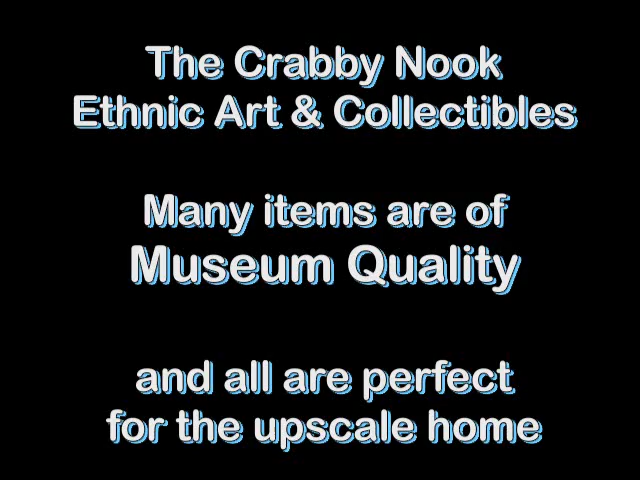 The Crabby Nook
Ethnic Art & Collectibles
Many items are of
Museum Quality
and all are perfect
for the upscale home